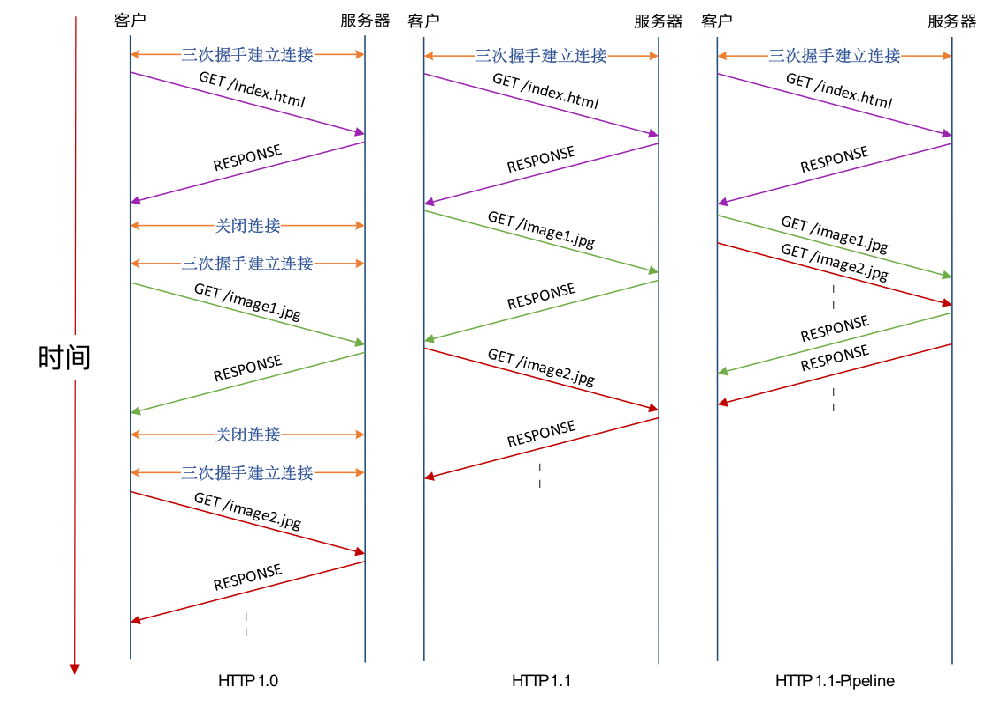 客户
服务器
三次握手建立连接
GET /index.html
RESPONSE
关闭连接
三次握手建立连接
GET /image1.jpg
RESPONSE
关闭连接
三次握手建立连接
GET /image2.jpg
RESPONSE
HTTP 1.0
客户
服务器
三次握手建立连接
GET /index.html
RESPONSE
GET /image1.jpg
RESPONSE
GET /image2.jpg
RESPONSE
HTTP 1.1
客户
服务器
三次握手建立连接
GET /index.html
RESPONSE
GET /image1.jpg
GET /image2.jpg
RESPONSE
RESPONSE
HTTP 1.1-Pipeline
时间